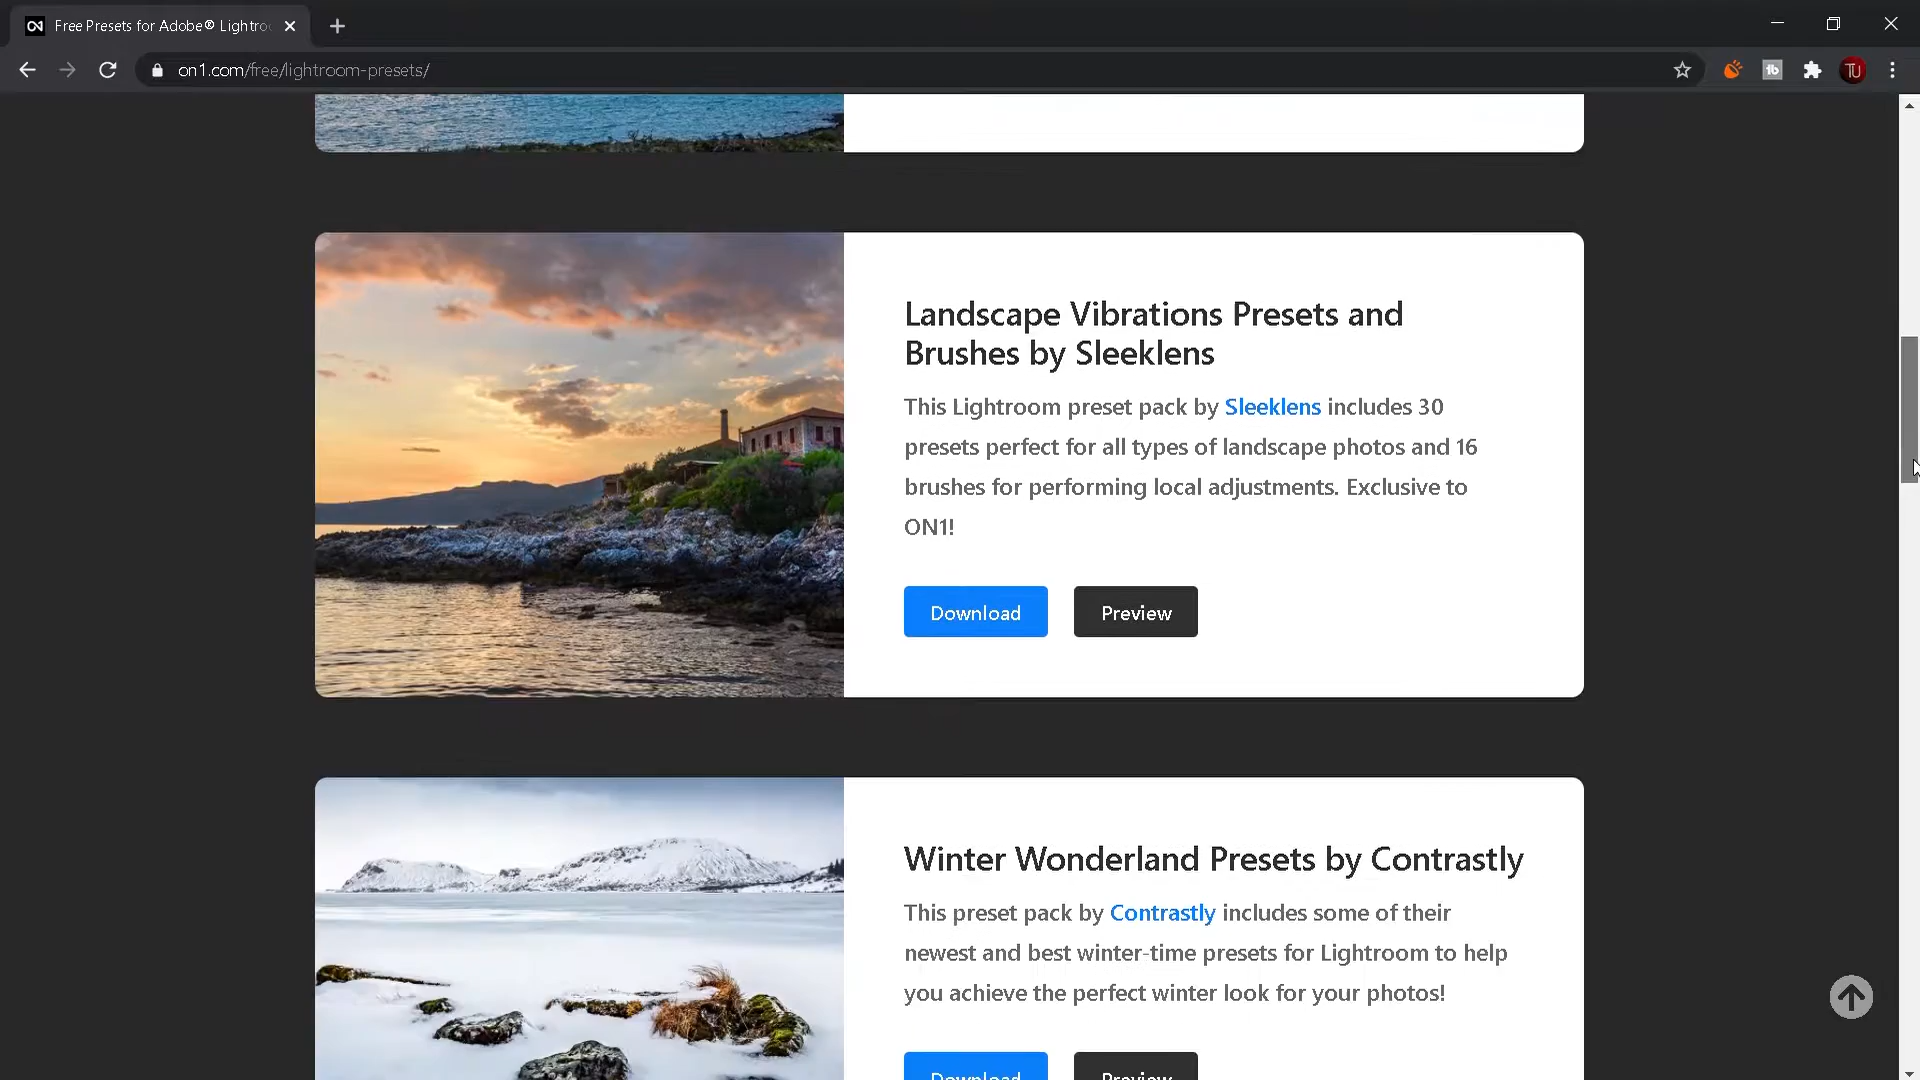 Free Presets for Adobe® Lightro
on1.com/free/lightroom-presets/
tb
TU
Landscape Vibrations Presets and
Brushes by Sleeklens
This Lightroom preset pack by Sleeklens includes 30
presets perfect for all types of landscape photos and 16
brushes for performing local adjustments. Exclusive to
ON1!
Download Preview
Winter Wonderland Presets by Contrastly
This preset pack by Contrastly includes some of their
newest and best winter-time presets for Lightroom to help
you achieve the perfect winter look for your photos!
Download Preview